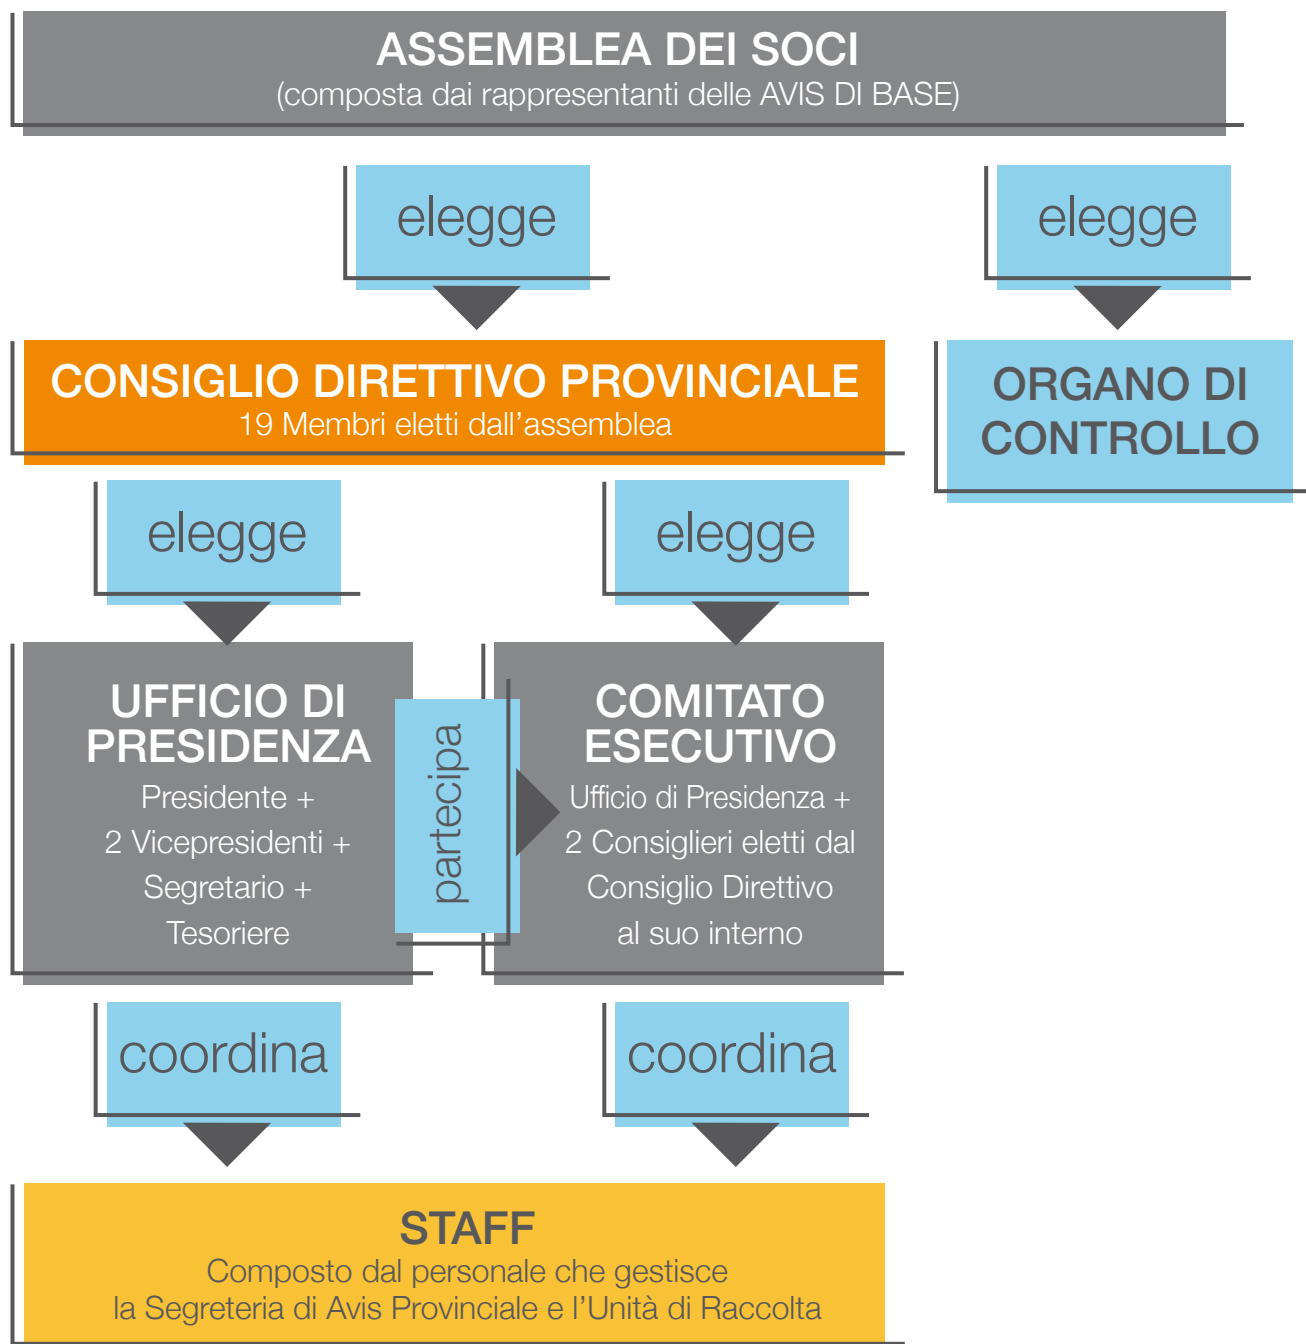 ASSEMBLEA DEI SOCI
(composta dai rappresentanti delle AVIS DI BASE)
elegge
elegge
CONSIGLIO DIRETTIVO PROVINCIALE
19 Membri eletti dall’assemblea
ORGANO DI
CONTROLLO
elegge
elegge
UFFICIO DI
PRESIDENZA
Presidente +
2 Vicepresidenti +
Segretario +
Tesoriere
partecipa
COMITATO
ESECUTIVO
Ufficio di Presidenza +
2 Consiglieri eletti dal
Consiglio Direttivo
al suo interno
coordina
coordina
STAFF
Composto dal personale che gestisce
la Segreteria di Avis Provinciale e l’Unità di Raccolta